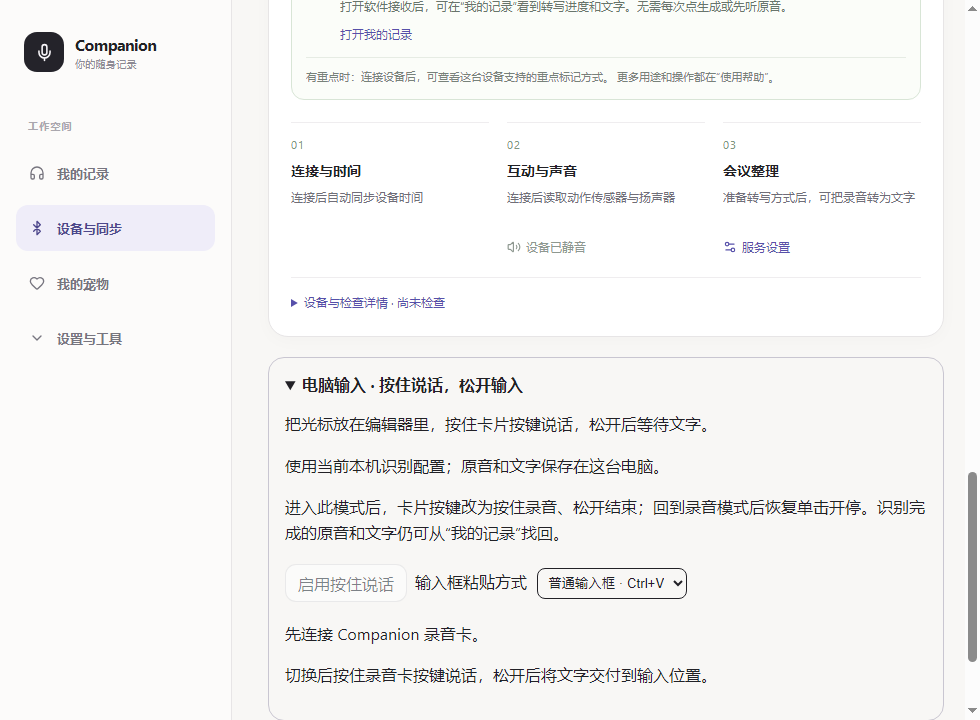 Companion
你的随身记录
工作空间
我的记录
设备与同步
我的宠物
设置与工具
打开软件接收后，可在“我的记录”看到转写进度和文字。无需每次点生成或先听原音。
打开我的记录
有重点时：连接设备后，可查看这台设备支持的重点标记方式。 更多用途和操作都在“使用帮助”。
01
连接与时间
连接后自动同步设备时间
02
互动与声音
连接后读取动作传感器与扬声器
设备已静音
03
会议整理
准备转写方式后，可把录音转为文字
服务设置
设备与检查详情 · 尚未检查
电脑输入 · 按住说话，松开输入
把光标放在编辑器里，按住卡片按键说话，松开后等待文字。
使用当前本机识别配置；原音和文字保存在这台电脑。
进入此模式后，卡片按键改为按住录音、松开结束；回到录音模式后恢复单击开停。识别完
成的原音和文字仍可从“我的记录”找回。
启用按住说话 输入框粘贴方式 普通输入框 · Ctrl+V
先连接 Companion 录音卡。
切换后按住录音卡按键说话，松开后将文字交付到输入位置。